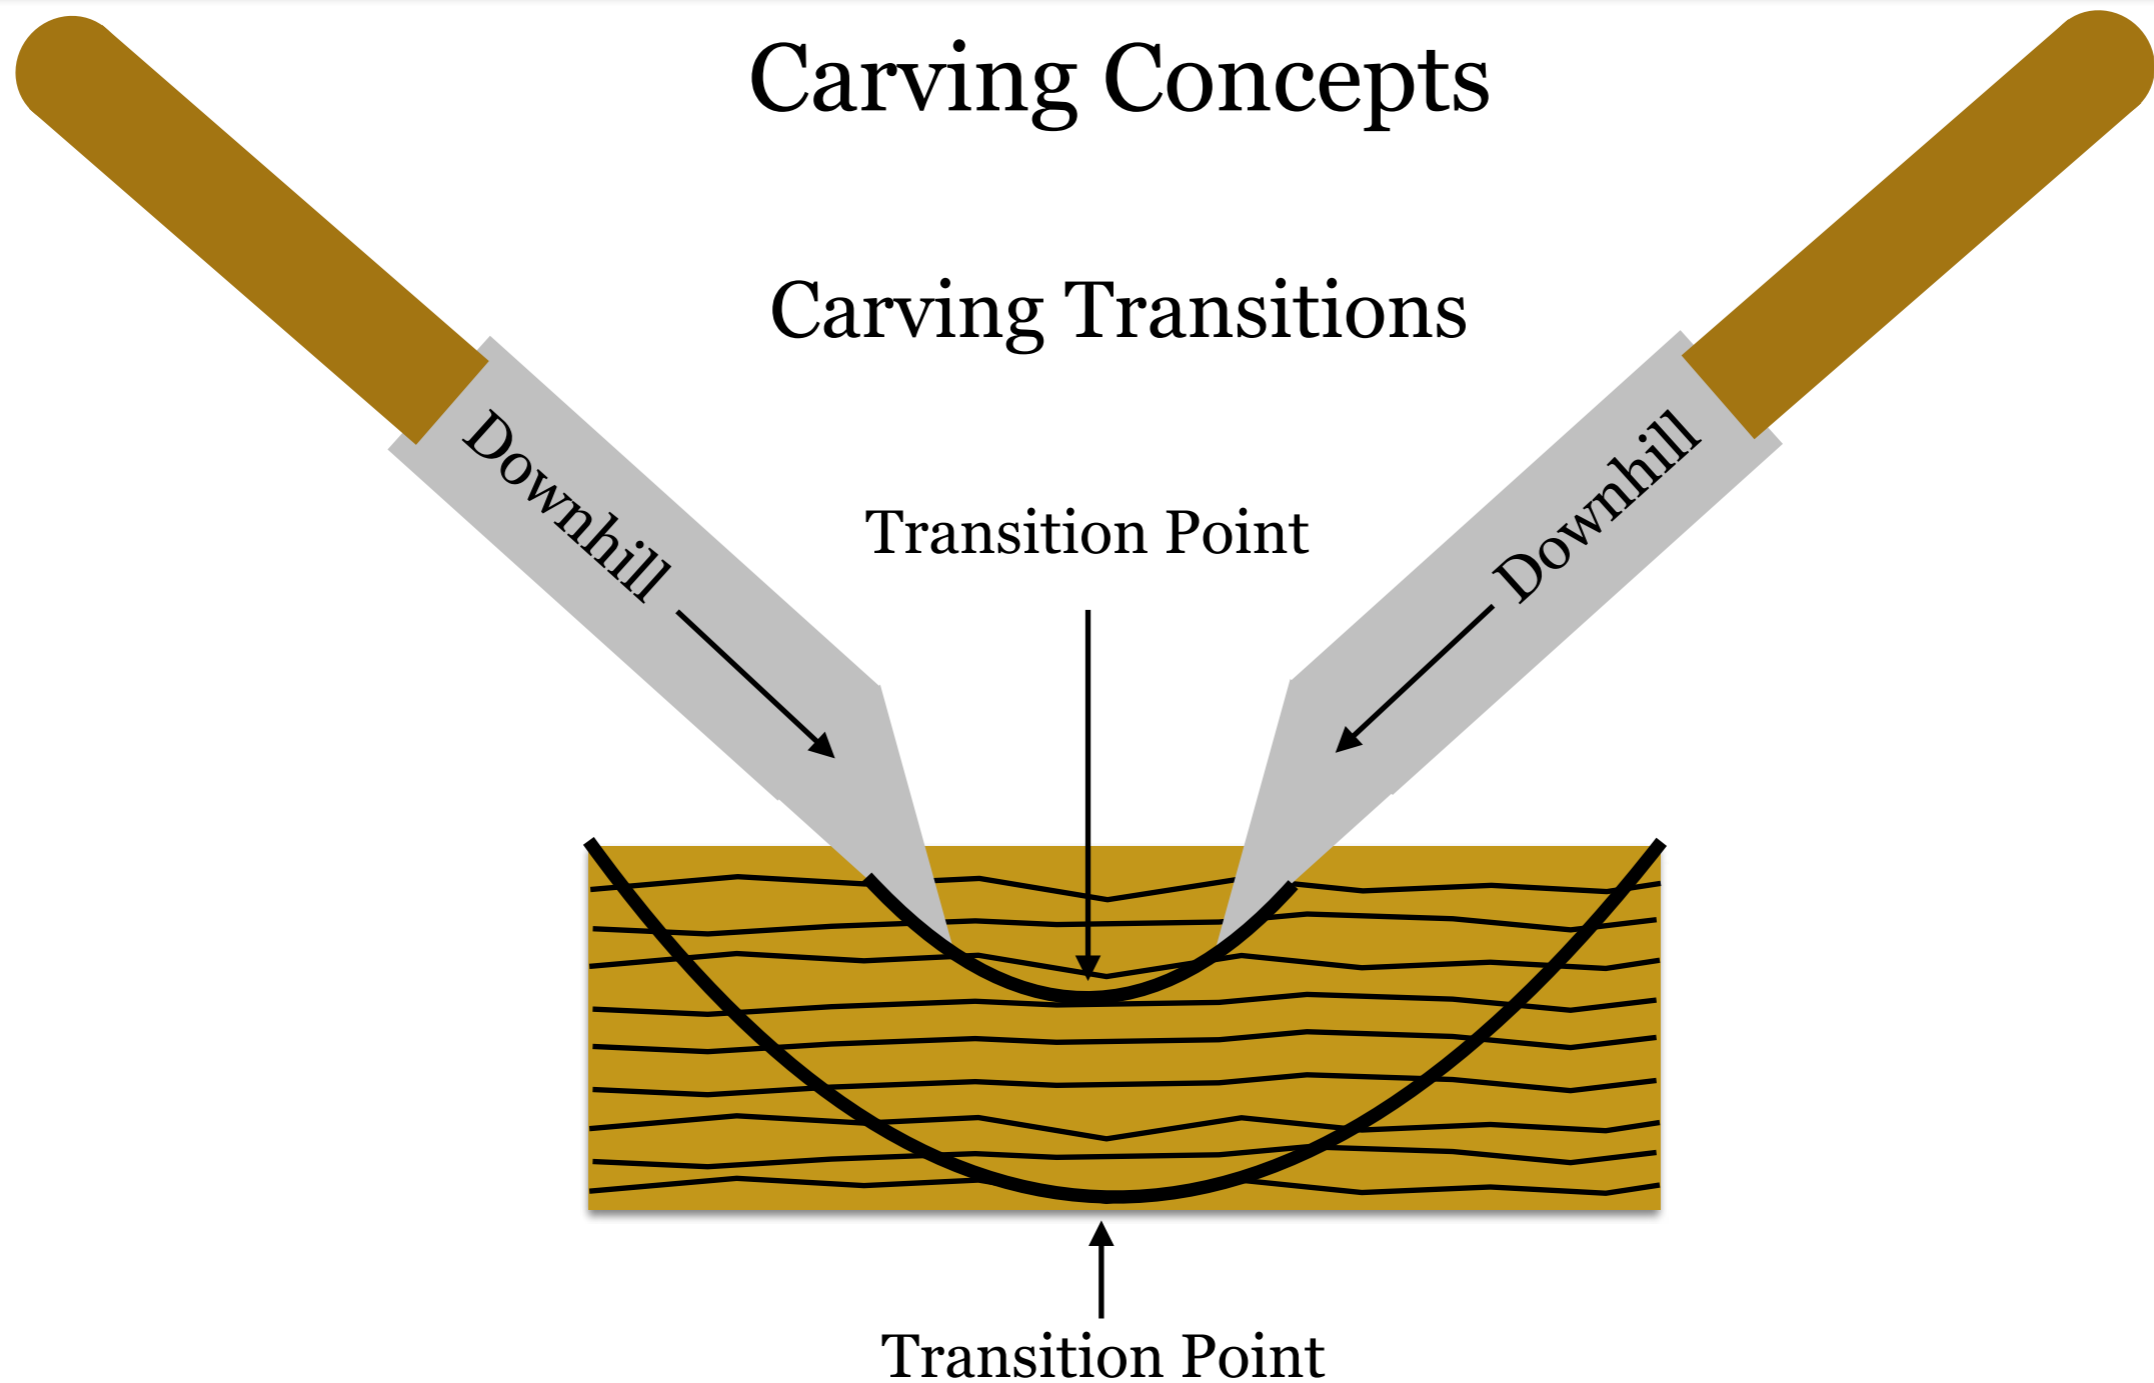 Carving Concepts
Carving Transitions
Downhill
Downhill
Transition Point
Transition Point